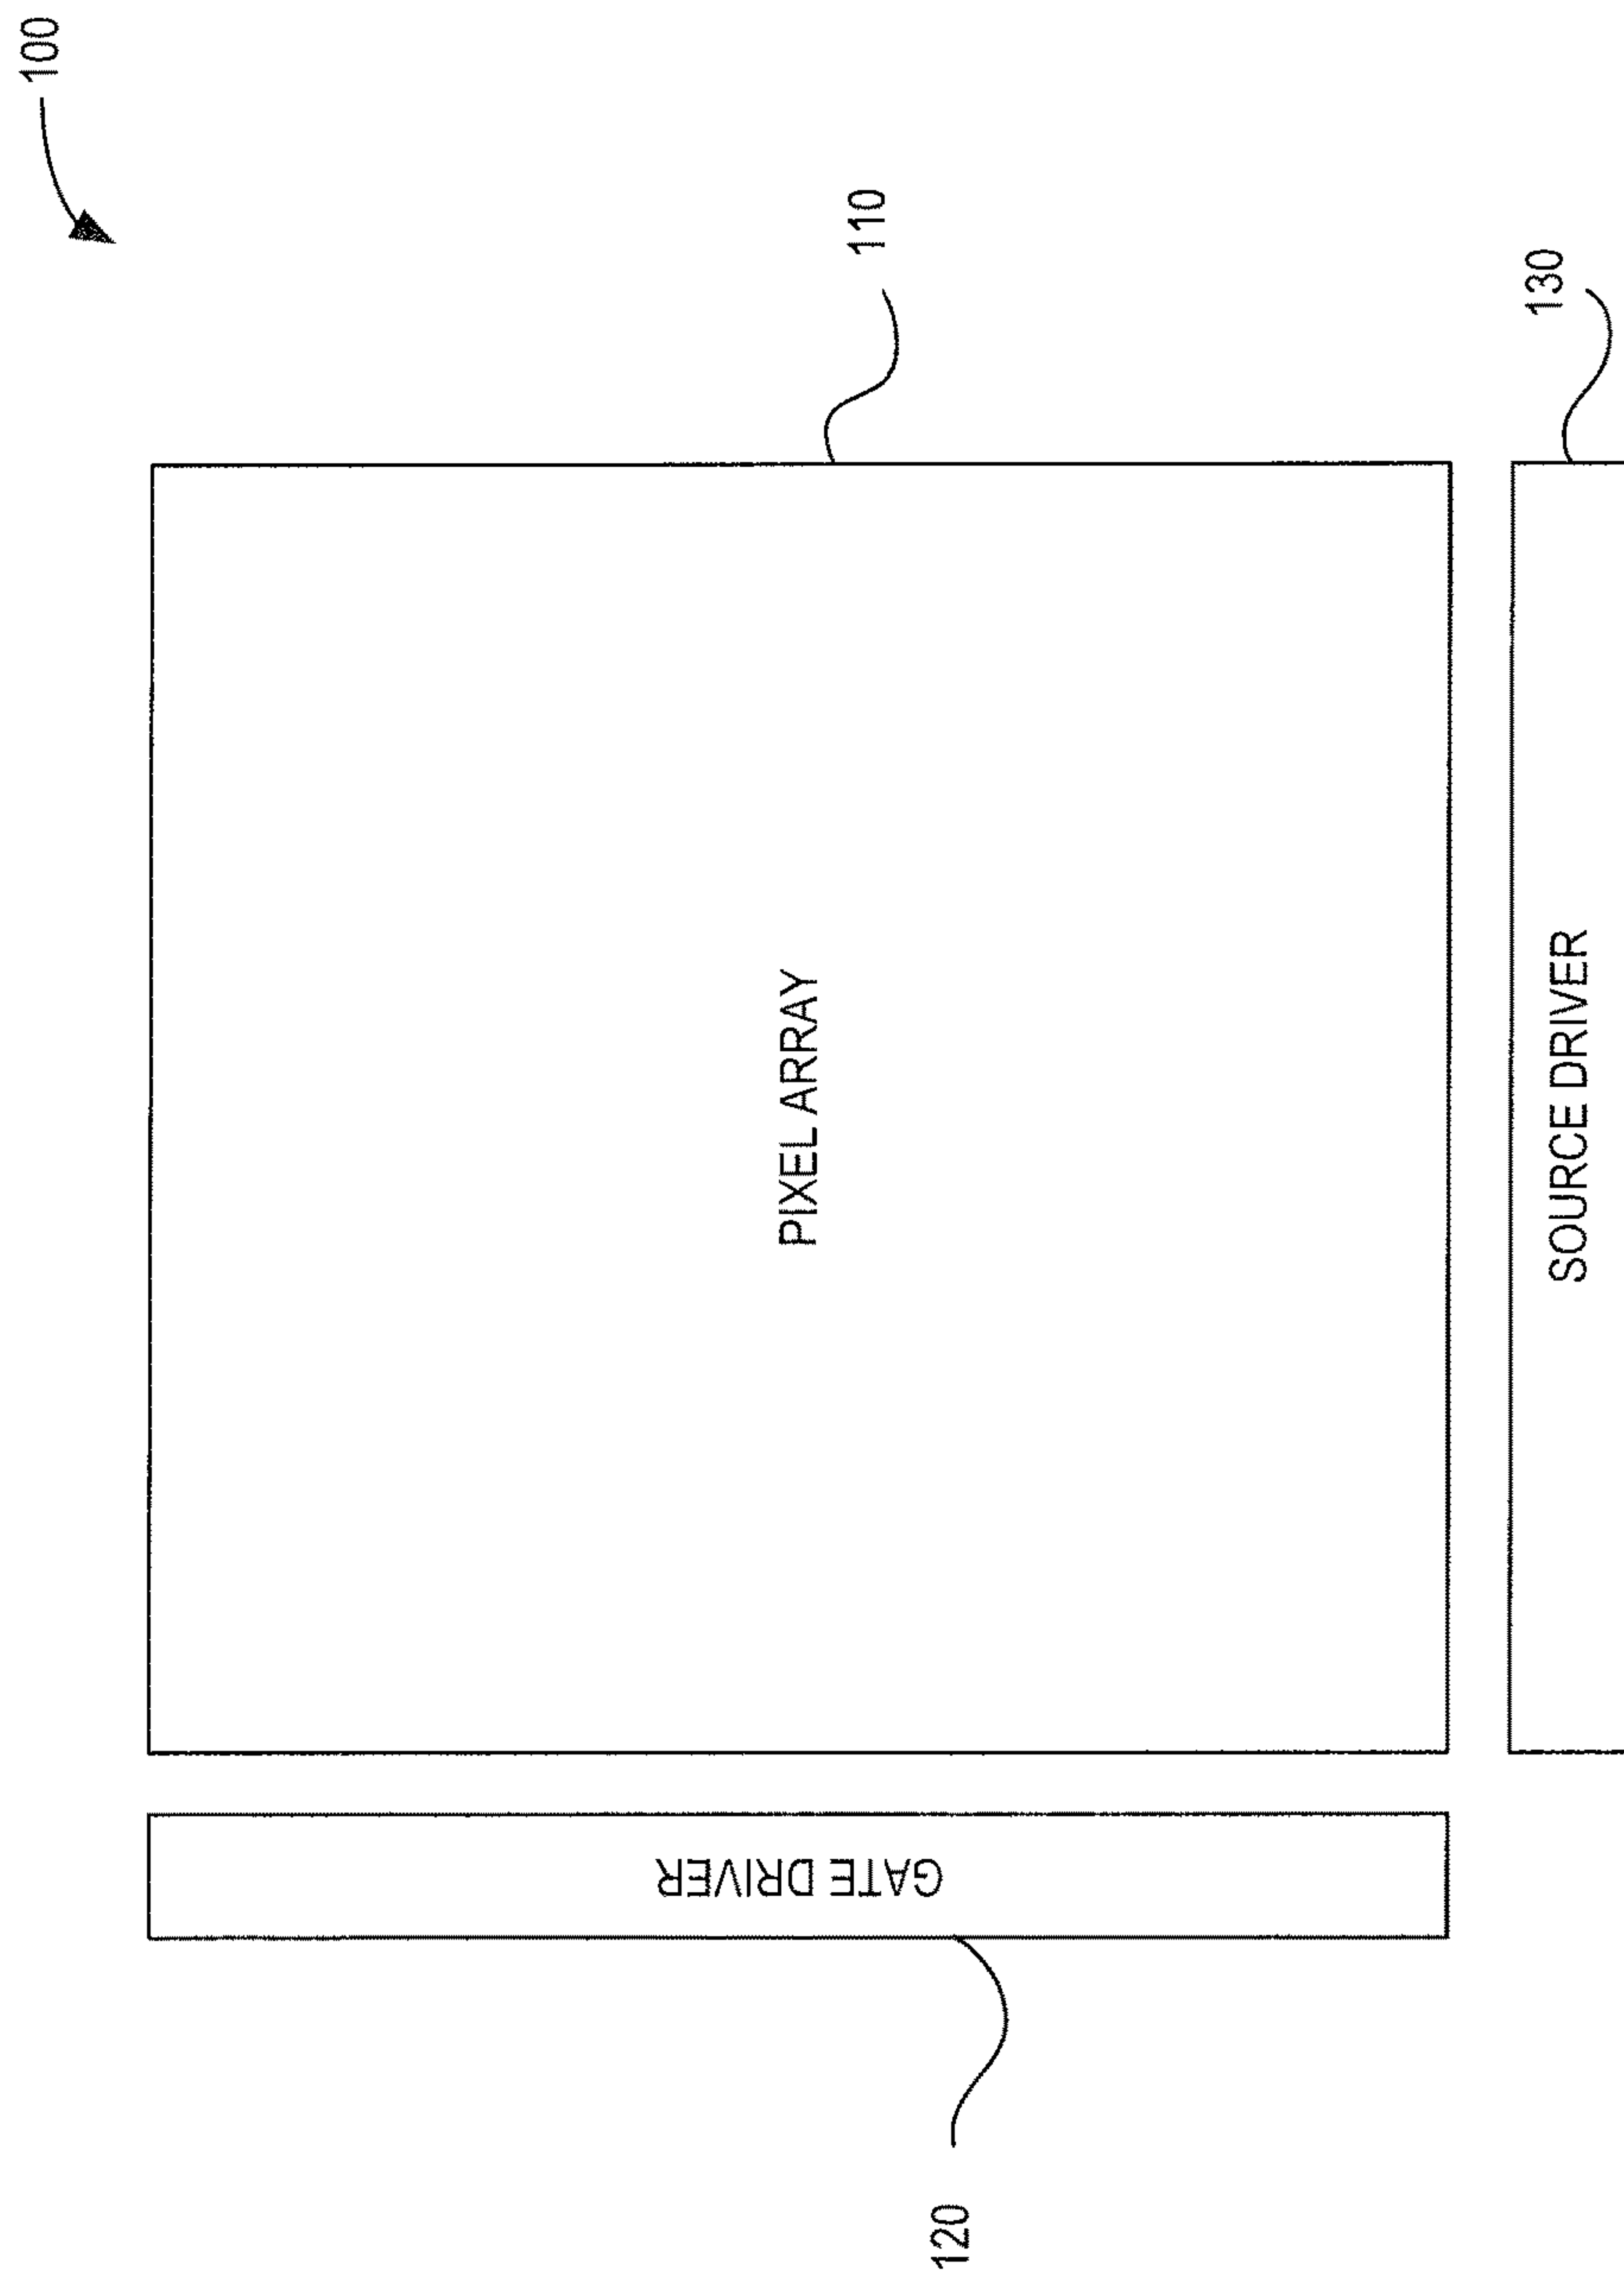 100
110
PIXEL ARRAY
130
SOURCE DRIVER
GATE DRIVER
120